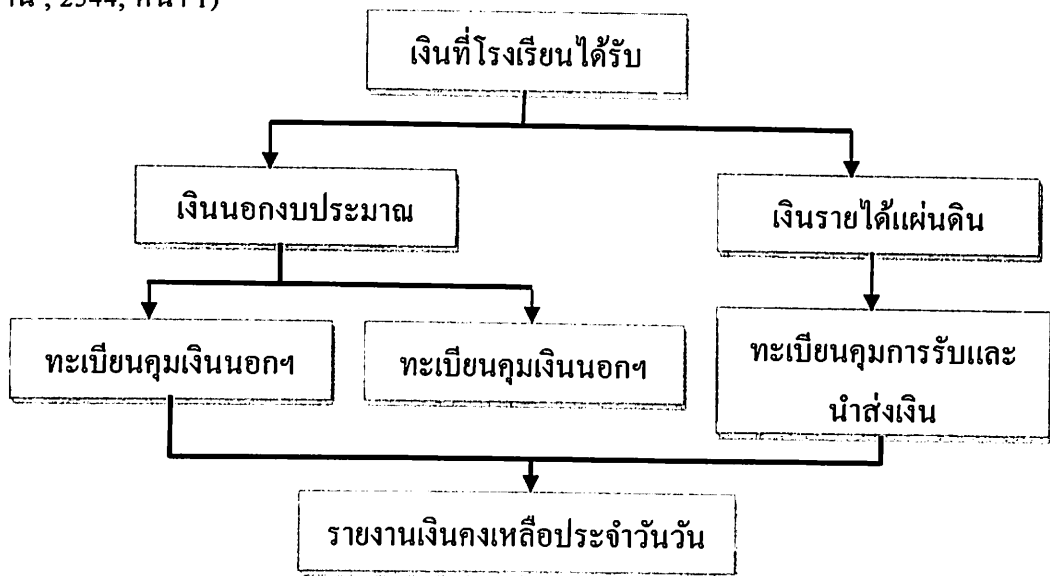 2544, หน้า 1)
เงินที่โรงเรียนได้รับ
เงินนอกงบประมาณ
เงินรายได้แผ่นดิน
ทะเบียนคุมเงินนอกฯ
ทะเบียนคุมเงินนอกฯ
ทะเบียนคุมการรับและ
นำส่งเงิน
รายงานเงินคงเหลือประจำวันวัน